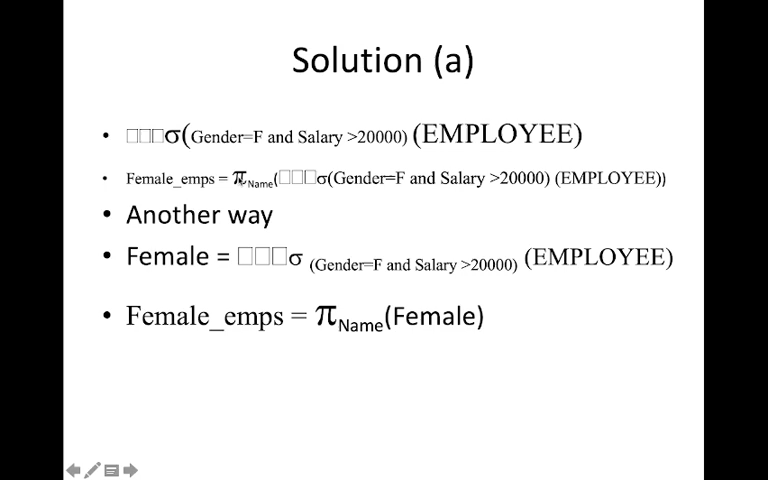 Solution (a)
• □□□σ(Gender=F and Salary >20000) (EMPLOYEE)
• Female_emps = πName(□□□σ(Gender=F and Salary >20000) (EMPLOYEE))
• Another way
• Female = □□□σ (Gender=F and Salary >20000) (EMPLOYEE)
• Female_emps = πName(Female)